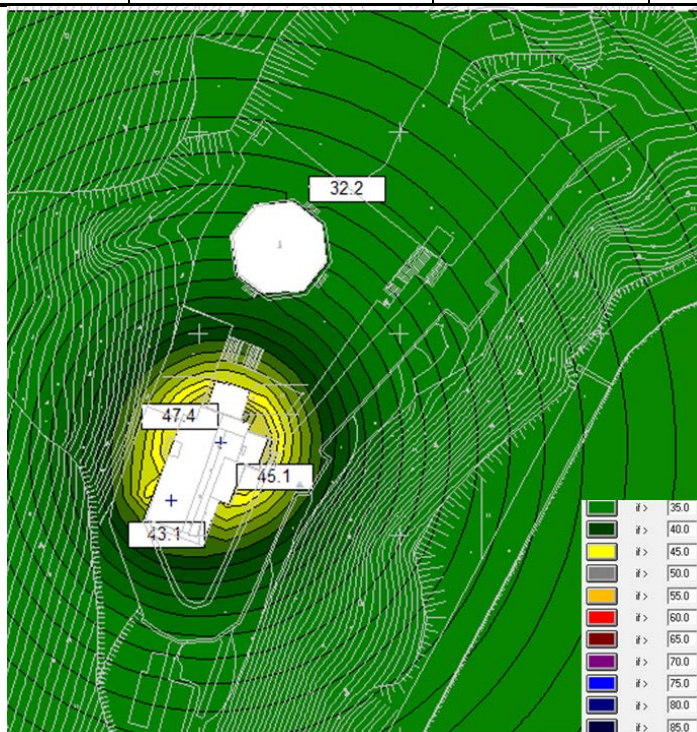 32.2
47.4
45.1
43.1
if > 35.0
if > 40.0
if > 45.0
if > 50.0
if > 55.0
if > 60.0
if > 65.0
if > 70.0
if > 75.0
if > 80.0
if > 85.0